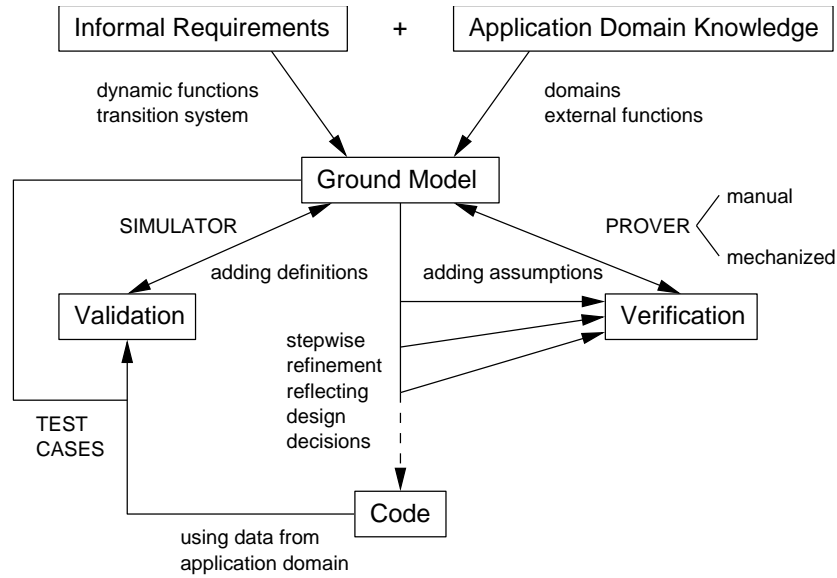 Informal Requirements + Application Domain Knowledge
dynamic functions
transition system
domains
external functions
Ground Model
SIMULATOR
PROVER
manual
mechanized
adding definitions
adding assumptions
Validation
Verification
stepwise
refinement
reflecting
design
decisions
TEST
CASES
Code
using data from
application domain